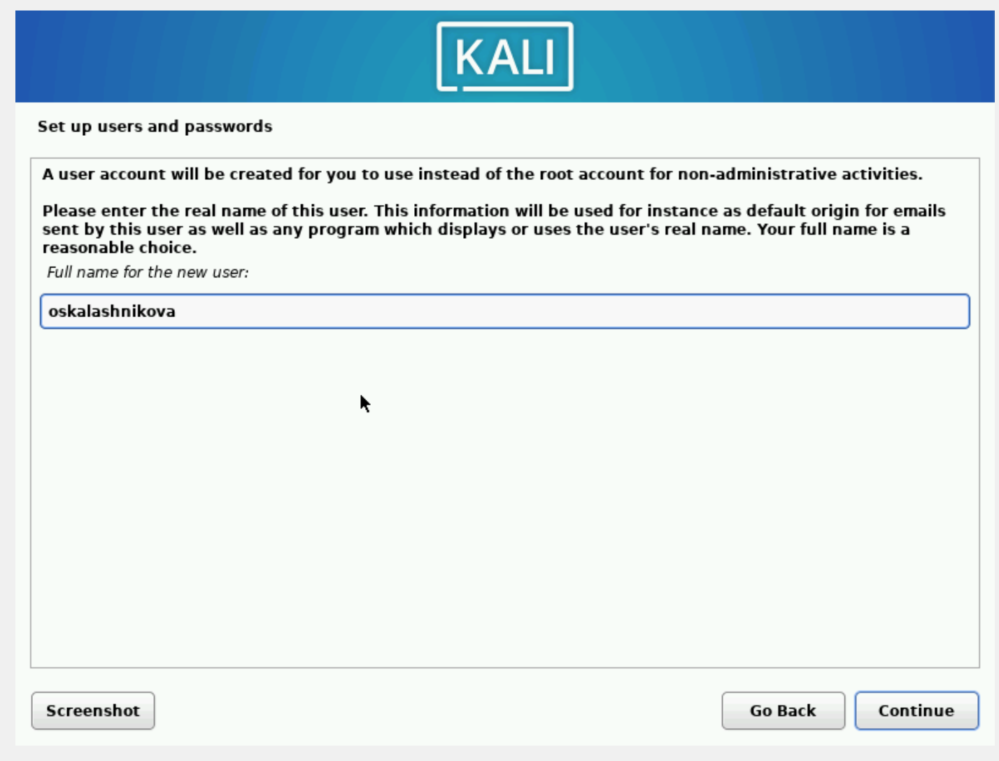 KALI
Set up users and passwords
A user account will be created for you to use instead of the root account for non-administrative activities.
Please enter the real name of this user. This information will be used for instance as default origin for emails
sent by this user as well as any program which displays or uses the user's real name. Your full name is a
reasonable choice.
Full name for the new user:
oskalashnikova
Screenshot
Go Back
Continue